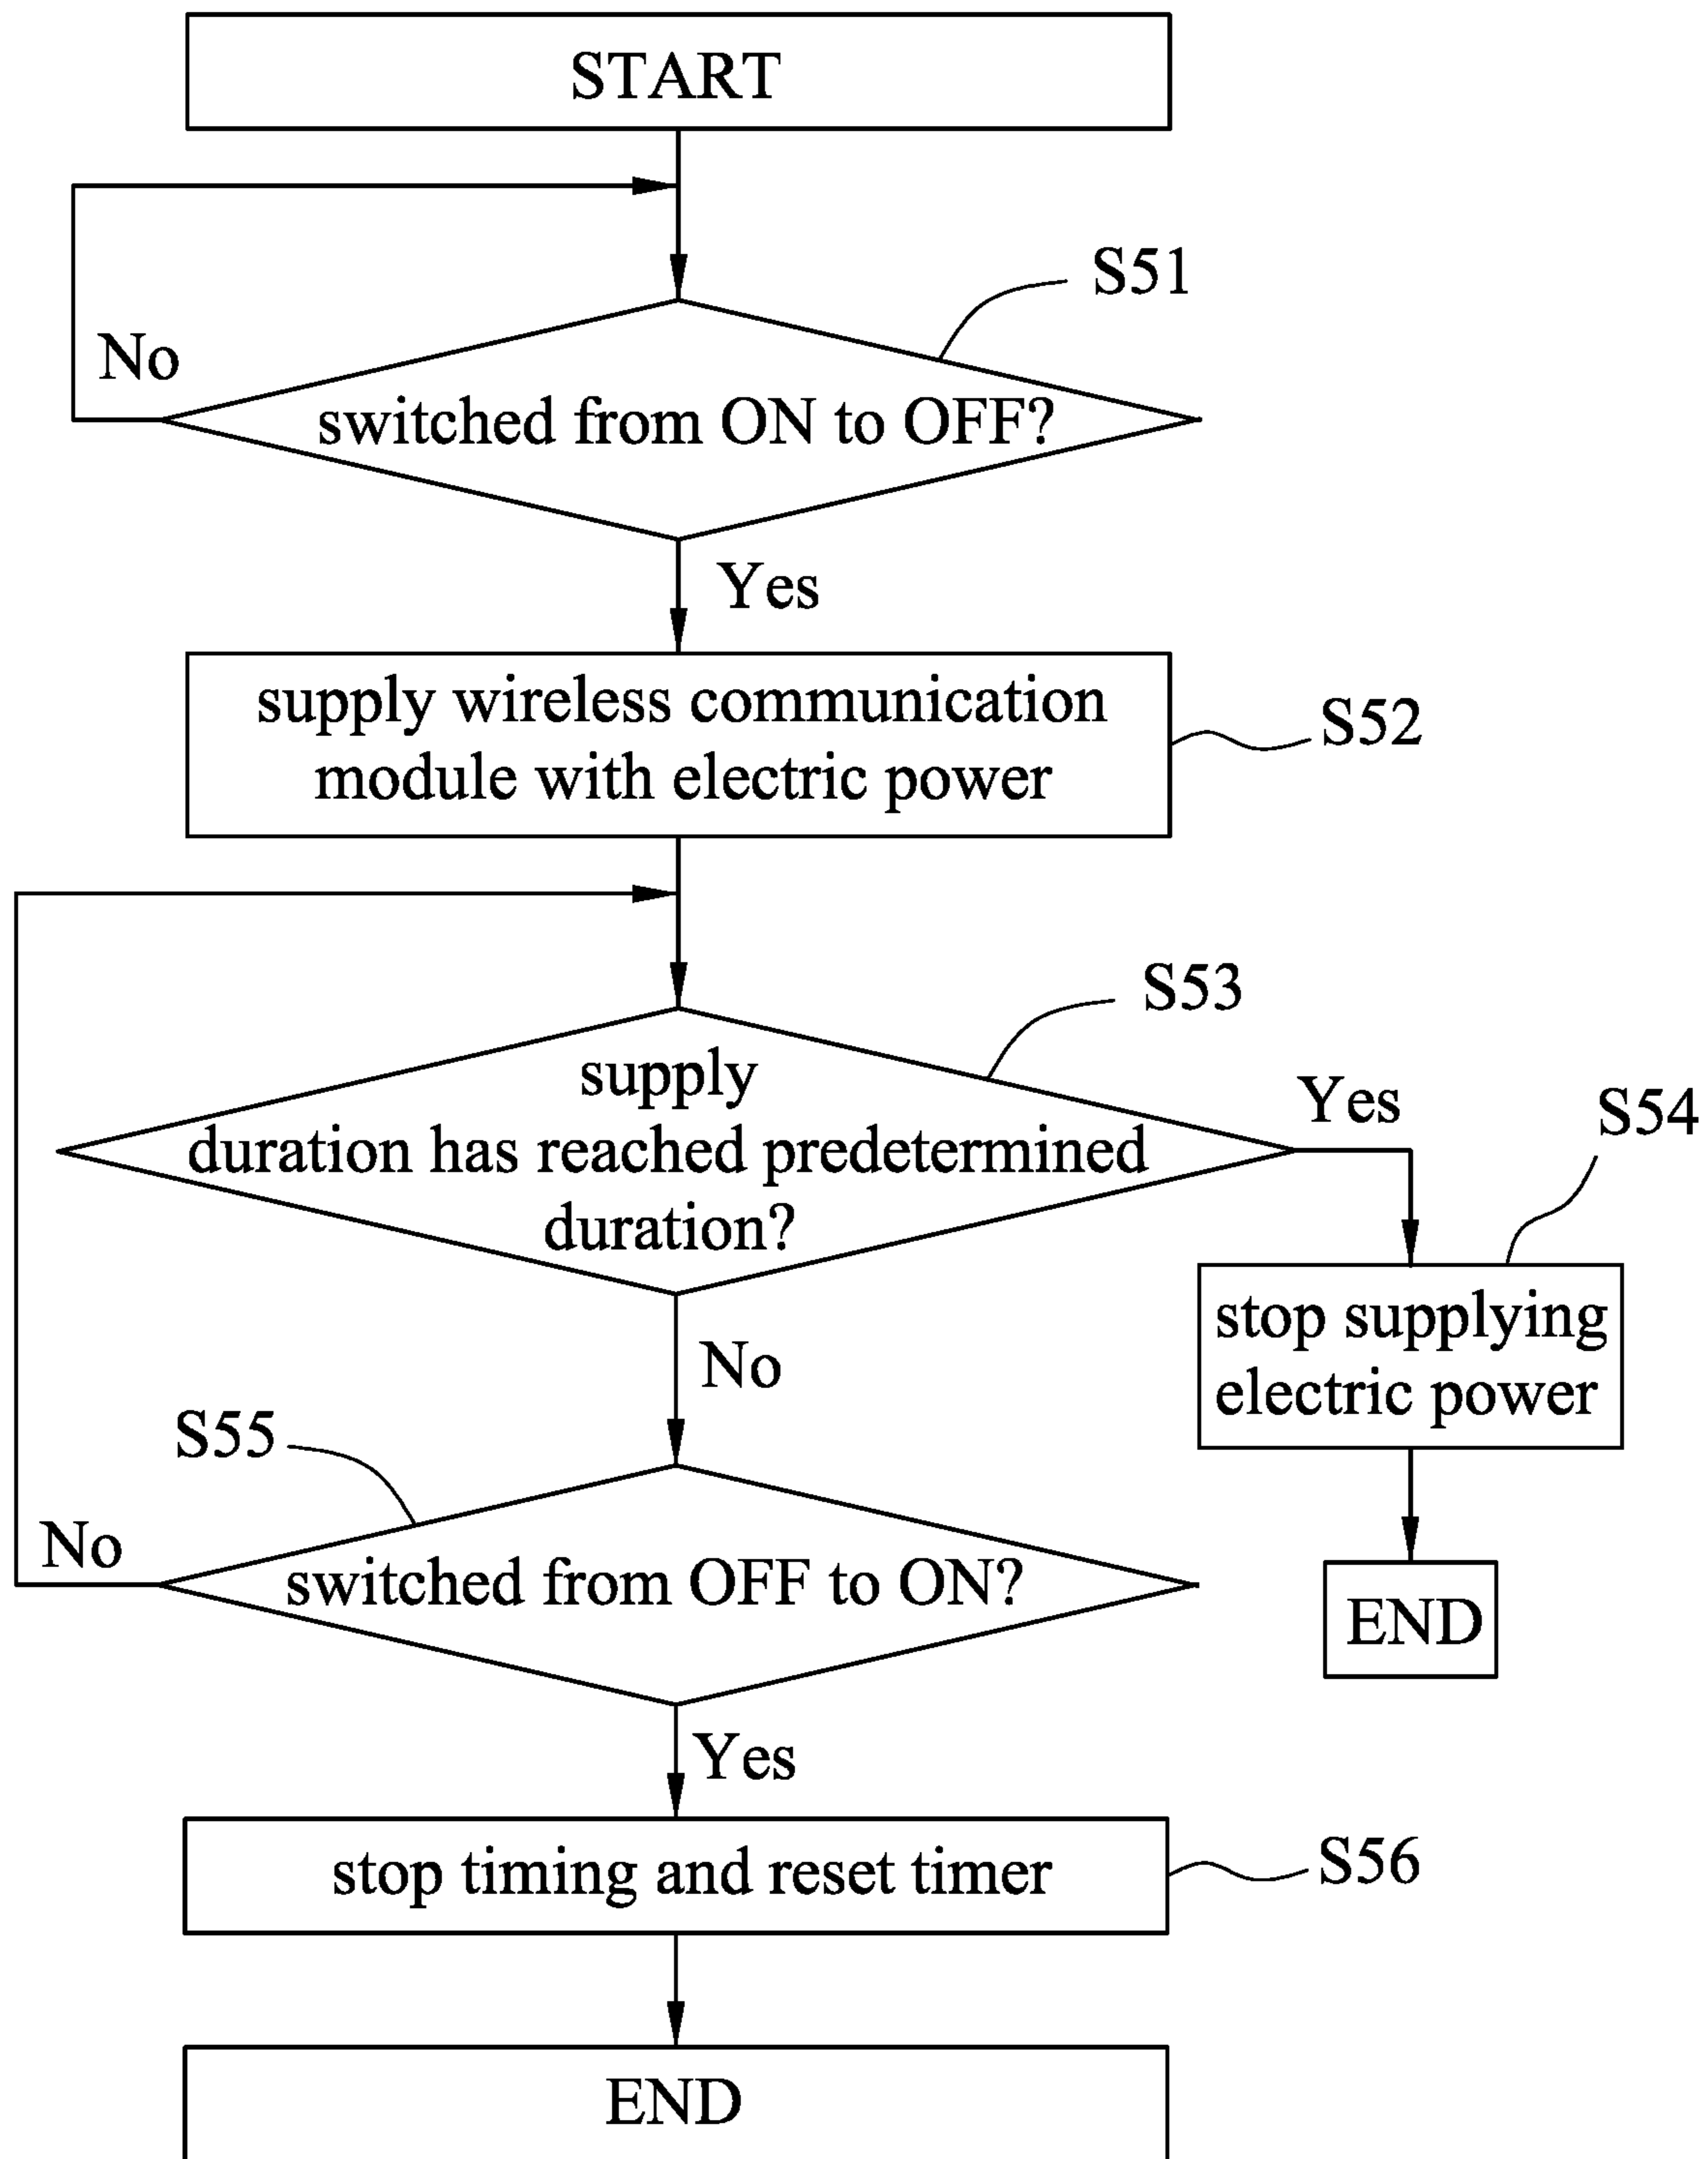 START
S51
No
switched from ON to OFF?
Yes
supply wireless communication
module with electric power
S52
S53
supply
duration has reached predetermined
duration?
Yes
S54
stop supplying
electric power
No
S55
No
switched from OFF to ON?
END
Yes
stop timing and reset timer
S56
END